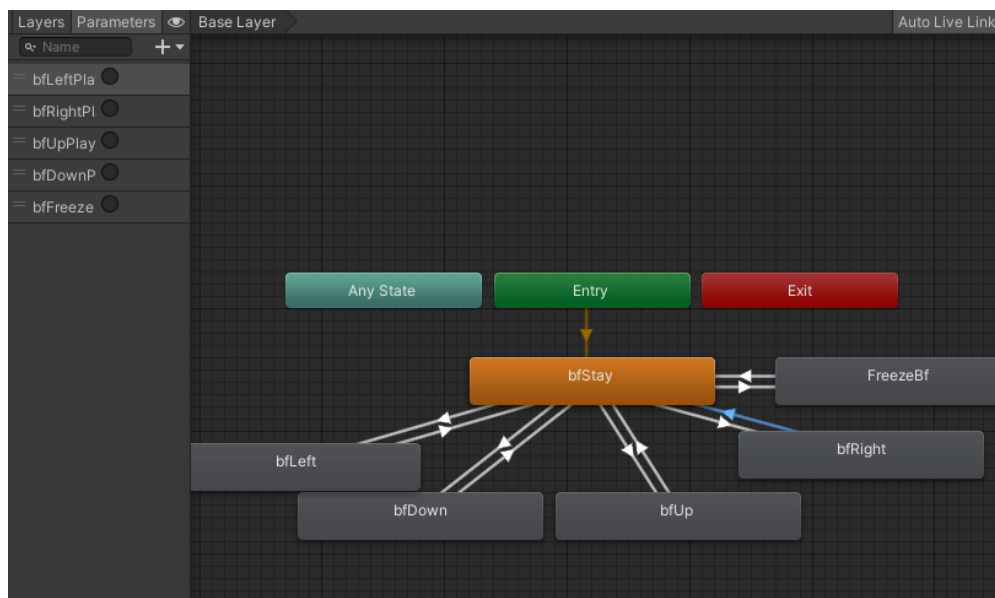 Layers Parameters Base Layer Auto Live Link
Name
bfLeftPla
bfRightPl
bfUpPlay
bfDownP
bfFreeze
Any State Entry Exit
bfStay FreezeBf
bfLeft bfRight
bfDown bfUp